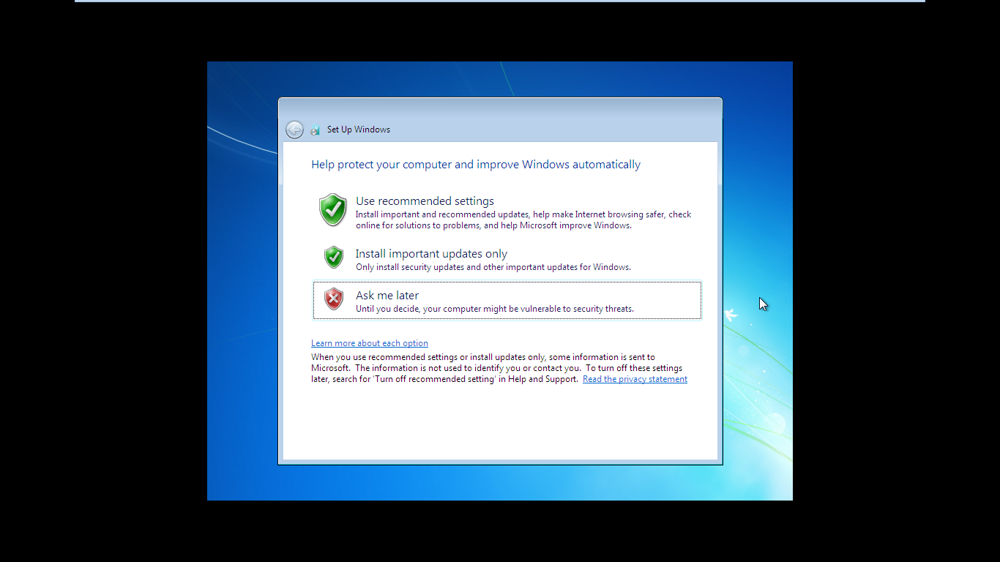 Set Up Windows
Help protect your computer and improve Windows automatically
Use recommended settings
Install important and recommended updates, help make Internet browsing safer, check
online for solutions to problems, and help Microsoft improve Windows.
Install important updates only
Only install security updates and other important updates for Windows.
Ask me later
Until you decide, your computer might be vulnerable to security threats.
Learn more about each option
When you use recommended settings or install updates only, some information is sent to
Microsoft.  The information is not used to identify you or contact you.  To turn off these settings
later, search for 'Turn off recommended setting' in Help and Support.  Read the privacy statement